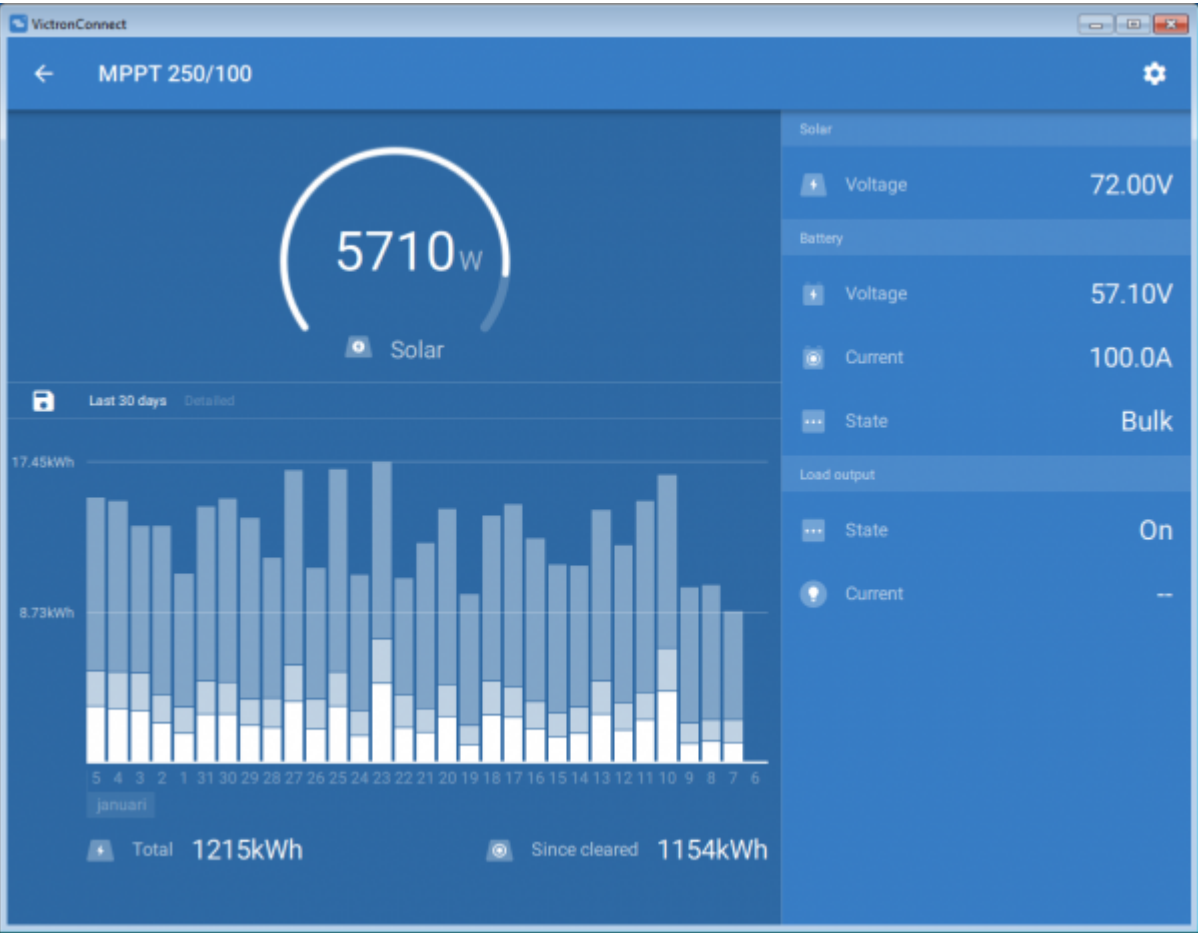 VictronConnect
MPPT 250/100
5710W
Solar
Last 30 days Detailed
17.45kWh
8.73kWh
5 4 3 2 1 31 30 29 28 27 26 25 24 23 22 21 20 19 18 17 16 15 14 13 12 11 10 9 8 7 6
januari
Total 1215kWh Since cleared 1154kWh
Solar
Voltage 72.00V
Battery
Voltage 57.10V
Current 100.0A
State Bulk
Load output
State On
Current --